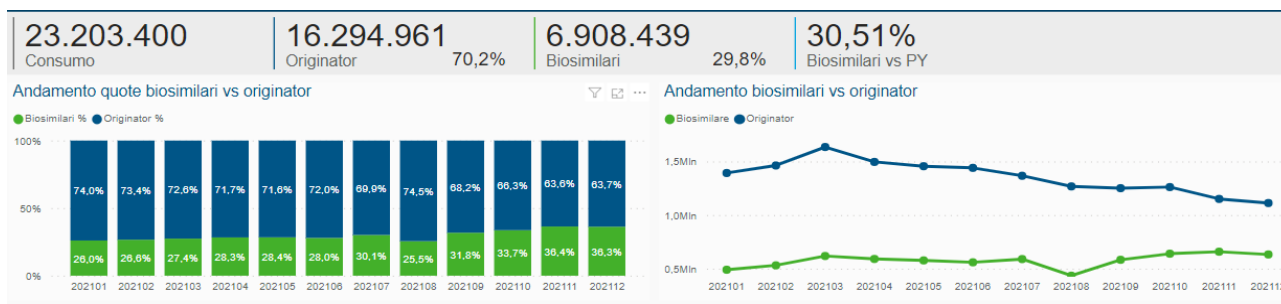 23.203.400
Consumo
16.294.961
Originator 70,2%
6.908.439
Biosimilari 29,8%
30,51%
Biosimilari vs PY
Andamento quote biosimilari vs originator
Biosimilari % Originator %
100%
74,0% 73,4% 72,6% 71,7% 71,6% 72,0% 69,9% 74,5% 68,2% 66,3% 63,6% 63,7%
50%
26,0% 26,6% 27,4% 28,3% 28,4% 28,0% 30,1% 25,5% 31,8% 33,7% 36,4% 36,3%
0%
202101 202102 202103 202104 202105 202106 202107 202108 202109 202110 202111 202112
Andamento biosimilari vs originator
Biosimilare Originator
1,5Mln
1,0Mln
0,5Mln
202101 202102 202103 202104 202105 202106 202107 202108 202109 202110 202111 20211